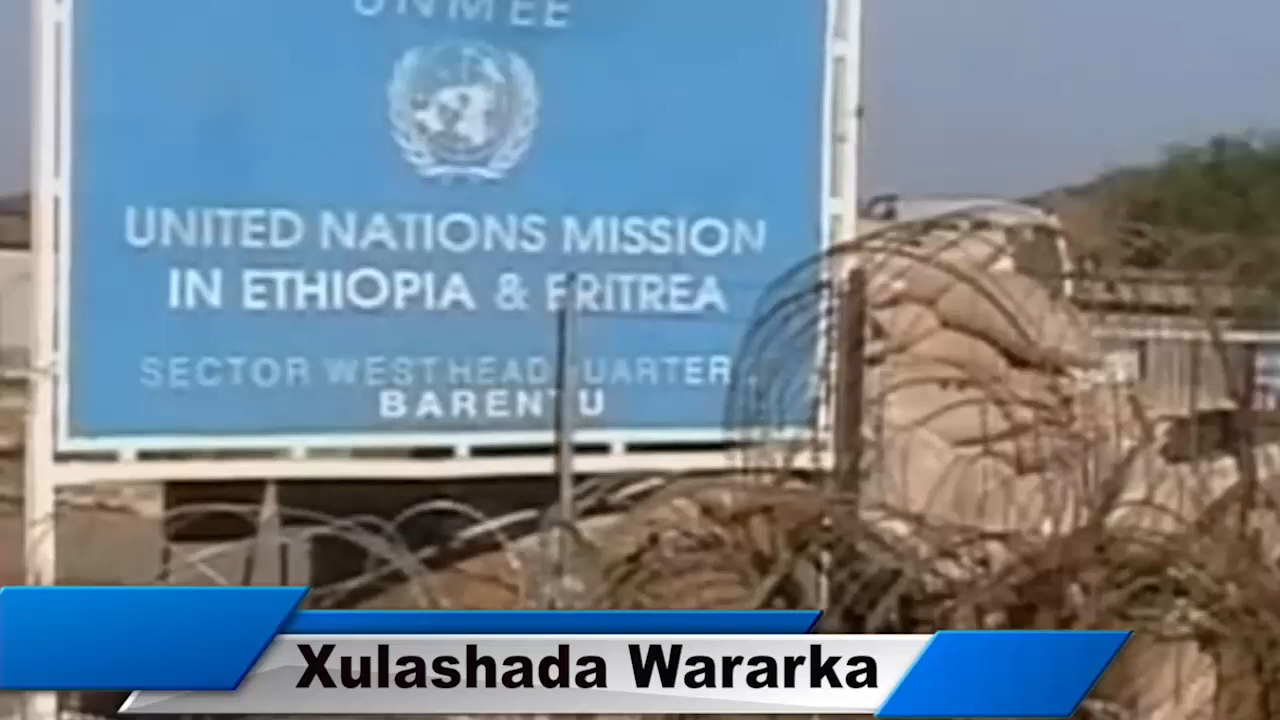 UNMEE
UNITED NATIONS MISSION
IN ETHIOPIA & ERITREA
SECTOR WEST HEADQUARTERS
BARENTU
Xulashada Wararka